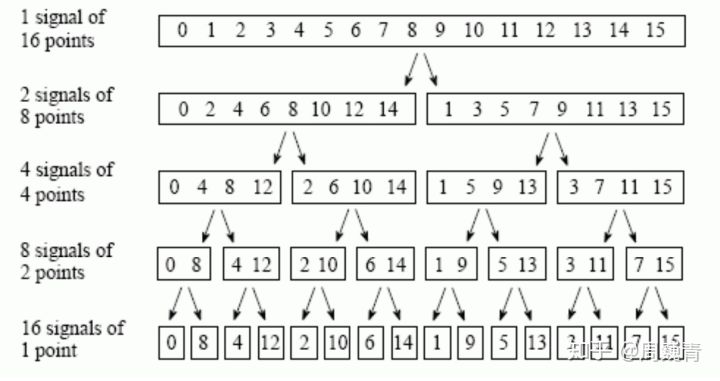 1 signal of
16 points
0 1 2 3 4 5 6 7 8 9 10 11 12 13 14 15
2 signals of
8 points
0 2 4 6 8 10 12 14 1 3 5 7 9 11 13 15
4 signals of
4 points
0 4 8 12 2 6 10 14 1 5 9 13 3 7 11 15
8 signals of
2 points
0 8 4 12 2 10 6 14 1 9 5 13 3 11 7 15
16 signals of
1 point
0 8 4 12 2 10 6 14 1 9 5 13 3 11 7 15
知乎 @周巍青